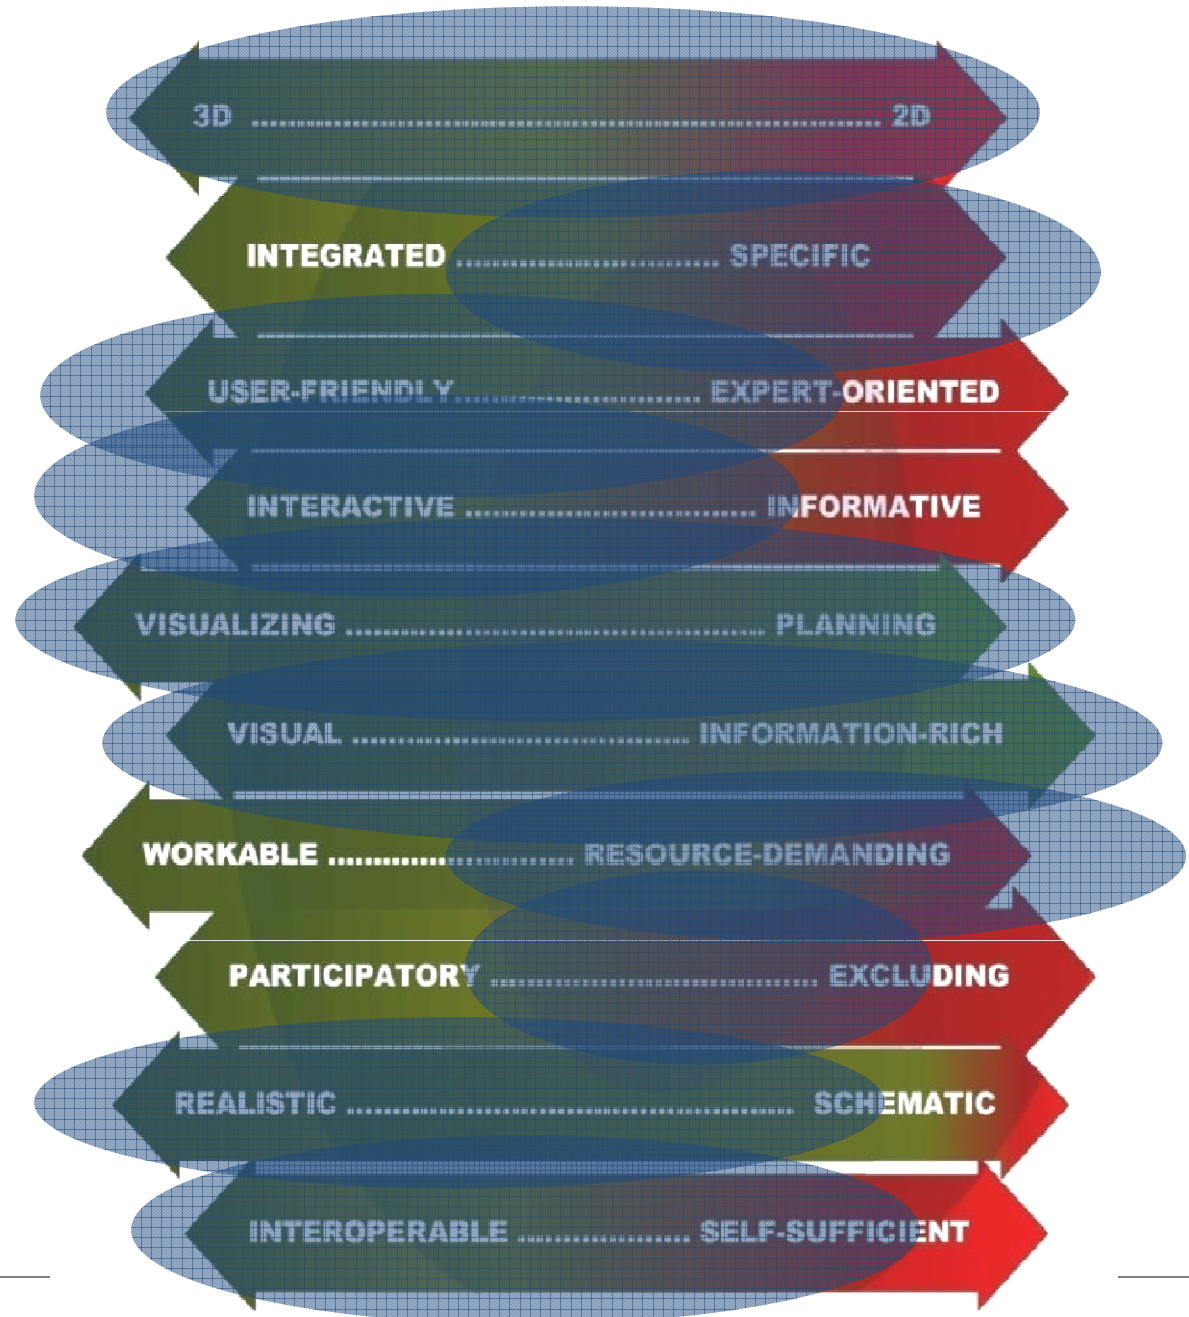 3D ........................ 2D
INTEGRATED ........................ SPECIFIC
USER-FRIENDLY ........................ EXPERT-ORIENTED
INTERACTIVE ........................ INFORMATIVE
VISUALIZING ........................ PLANNING
VISUAL ........................ INFORMATION-RICH
WORKABLE ........................ RESOURCE-DEMANDING
PARTICIPATORY ........................ EXCLUDING
REALISTIC ........................ SCHEMATIC
INTEROPERABLE ........................ SELF-SUFFICIENT